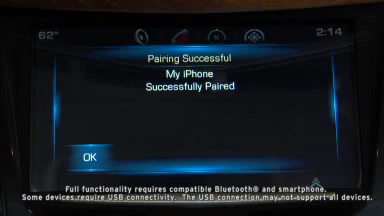 62° 2:14
Pairing Successful
My iPhone
Successfully Paired
OK
Full functionality requires compatible Bluetooth® and smartphone.
Some devices require USB connectivity. The USB connection may not support all devices.